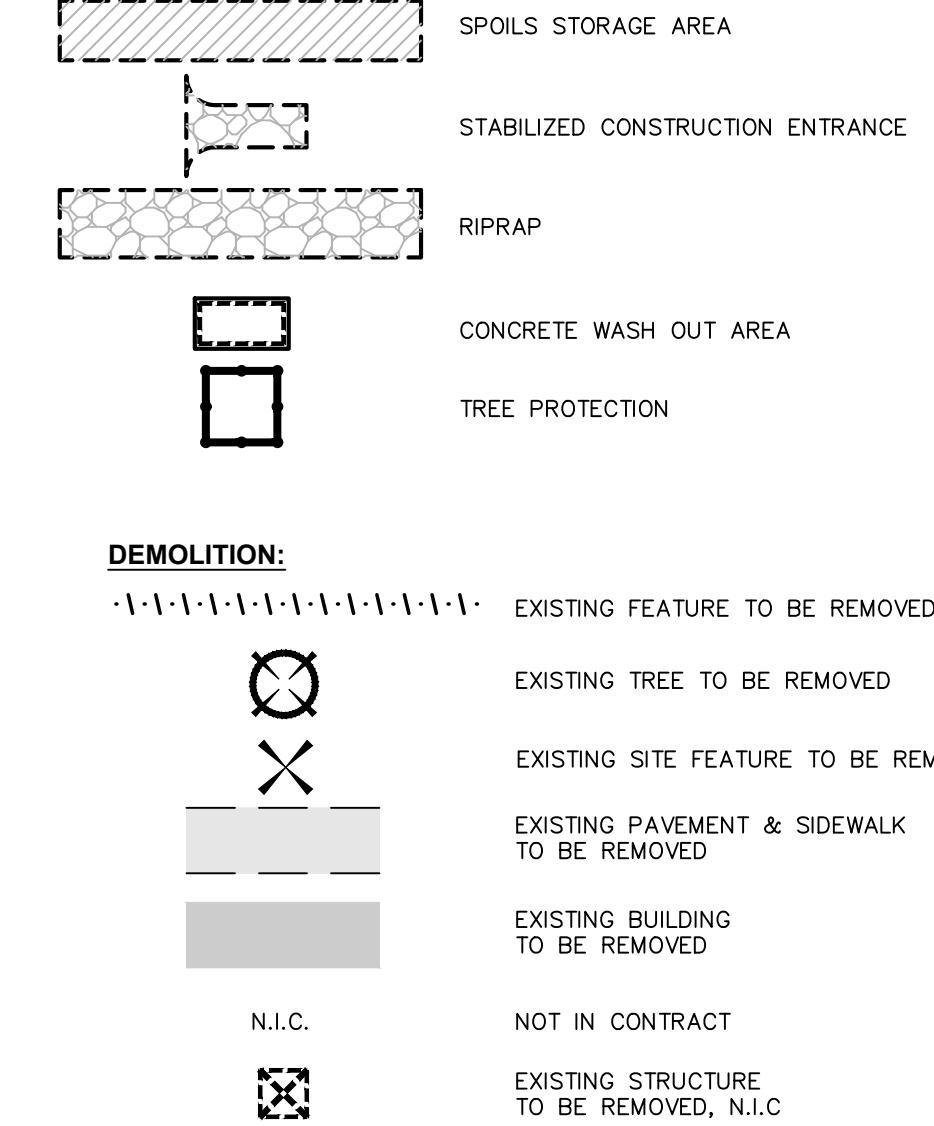 SPOILS STORAGE AREA
STABILIZED CONSTRUCTION ENTRANCE
RIPRAP
CONCRETE WASH OUT AREA
TREE PROTECTION
DEMOLITION:
EXISTING FEATURE TO BE REMOVED
EXISTING TREE TO BE REMOVED
EXISTING SITE FEATURE TO BE
EXISTING PAVEMENT & SIDEWALK
TO BE REMOVED
EXISTING BUILDING
TO BE REMOVED
N.I.C. NOT IN CONTRACT
EXISTING STRUCTURE
TO BE REMOVED, N.I.C